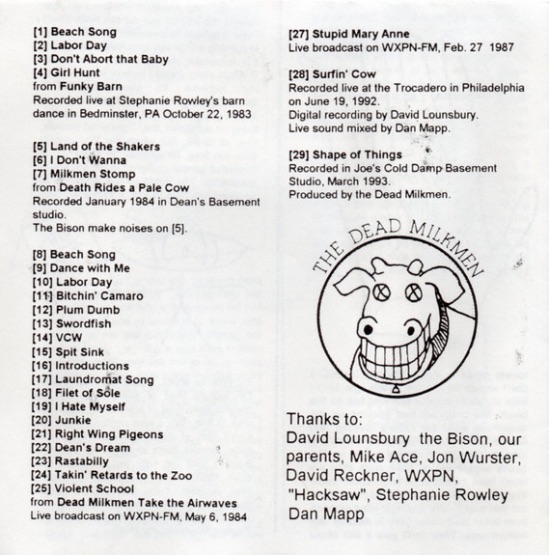 [1] Beach Song
[2] Labor Day
[3] Don't Abort that Baby
[4] Girl Hunt
from Funky Barn
Recorded live at Stephanie Rowley's barn
dance in Bedminster, PA October 22, 1983
[5] Land of the Shakers
[6] I Don't Wanna
[7] Milkmen Stomp
from Death Rides a Pale Cow
Recorded January 1984 in Dean's Basement
studio.
The Bison make noises on [5].
[8] Beach Song
[9] Dance with Me
[10] Labor Day
[11] Bitchin' Camaro
[12] Plum Dumb
[13] Swordfish
[14] VCW
[15] Spit Sink
[16] Introductions
[17] Laundromat Song
[18] Filet of Sole
[19] I Hate Myself
[20] Junkie
[21] Right Wing Pigeons
[22] Dean's Dream
[23] Rastabilly
[24] Takin' Retards to the Zoo
[25] Violent School
from Dead Milkmen Take the Airwaves
Live broadcast on WXPN-FM, May 6, 1984
[27] Stupid Mary Anne
Live broadcast on WXPN-FM, Feb. 27 1987
[28] Surfin' Cow
Recorded live at the Trocadero in Philadelphia
on June 19, 1992.
Digital recording by David Lounsbury.
Live sound mixed by Dan Mapp.
[29] Shape of Things
Recorded in Joe's Cold Damp Basement
Studio, March 1993.
Produced by the Dead Milkmen.
THE DEAD MILKMEN
Thanks to:
David Lounsbury the Bison, our
parents, Mike Ace, Jon Wurster,
David Reckner, WXPN,
"Hacksaw", Stephanie Rowley
Dan Mapp